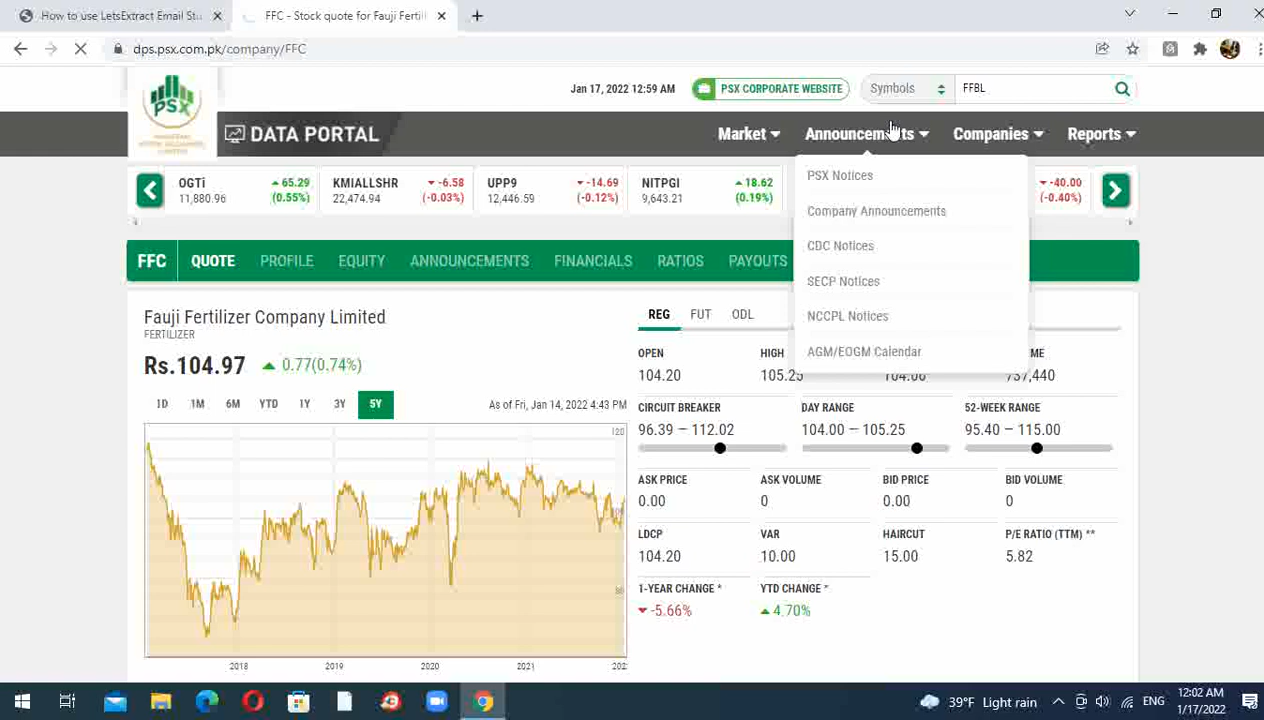 How to use LetsExtract Email Stu
FFC - Stock quote for Fauji Fertili
dps.psx.com.pk/company/FFC
PSX
Jan 17, 2022 12:59 AM
PSX CORPORATE WEBSITE
Symbols
FFBL
DATA PORTAL
Market
Announcements
Companies
Reports
OGTi
65.29
11,880.96
(0.55%)
KMIALLSHR
-6.58
22,474.94
(-0.03%)
UPP9
-14.69
12,446.59
(-0.12%)
NITPGI
18.62
9,643.21
(0.19%)
-40.00
(-0.40%)
PSX Notices
Company Announcements
CDC Notices
SECP Notices
NCCPL Notices
AGM/EOGM Calendar
FFC
QUOTE
PROFILE
EQUITY
ANNOUNCEMENTS
FINANCIALS
RATIOS
PAYOUTS
Fauji Fertilizer Company Limited
FERTILIZER
Rs.104.97
0.77(0.74%)
1D 1M 6M YTD 1Y 3Y 5Y
As of Fri, Jan 14, 2022 4:43 PM
120
2018 2019 2020 2021 202
REG FUT ODL
OPEN
104.20
HIGH
105.25
104.06
UME
737,440
CIRCUIT BREAKER
96.39 — 112.02
DAY RANGE
104.00 — 105.25
52-WEEK RANGE
95.40 — 115.00
ASK PRICE
0.00
ASK VOLUME
0
BID PRICE
0.00
BID VOLUME
0
LDCP
104.20
VAR
10.00
HAIRCUT
15.00
P/E RATIO (TTM) **
5.82
1-YEAR CHANGE *
-5.66%
YTD CHANGE *
4.70%
39°F Light rain
ENG
12:02 AM
1/17/2022